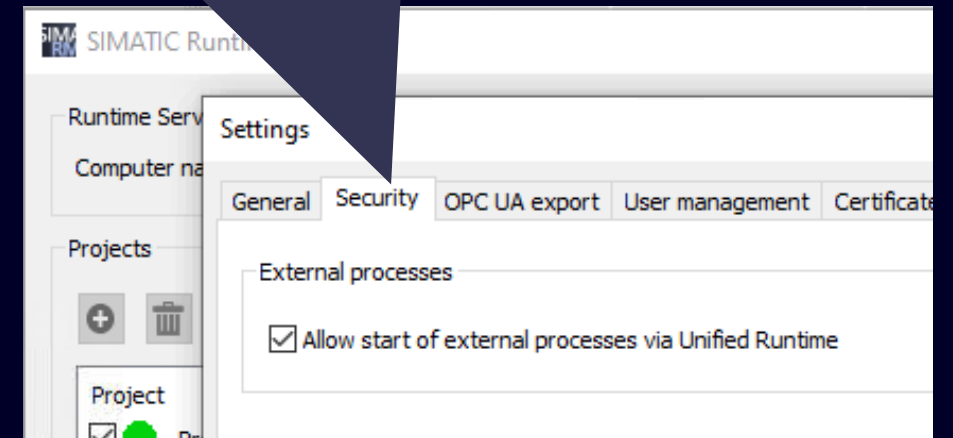 SIMATIC Runti
Runtime Serv
Computer na
Settings
General Security OPC UA export User management Certificate
Projects
External processes
Allow start of external processes via Unified Runtime
Project
Pr